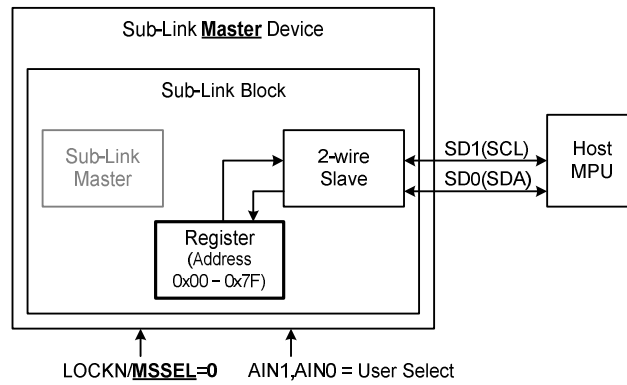 Sub-Link Master Device
Sub-Link Block
Sub-Link
Master
2-wire
Slave
SD1(SCL)
SD0(SDA)
Host
MPU
Register
(Address
0x00 – 0x7F)
LOCKN/MSSEL=0
AIN1,AIN0 = User Select